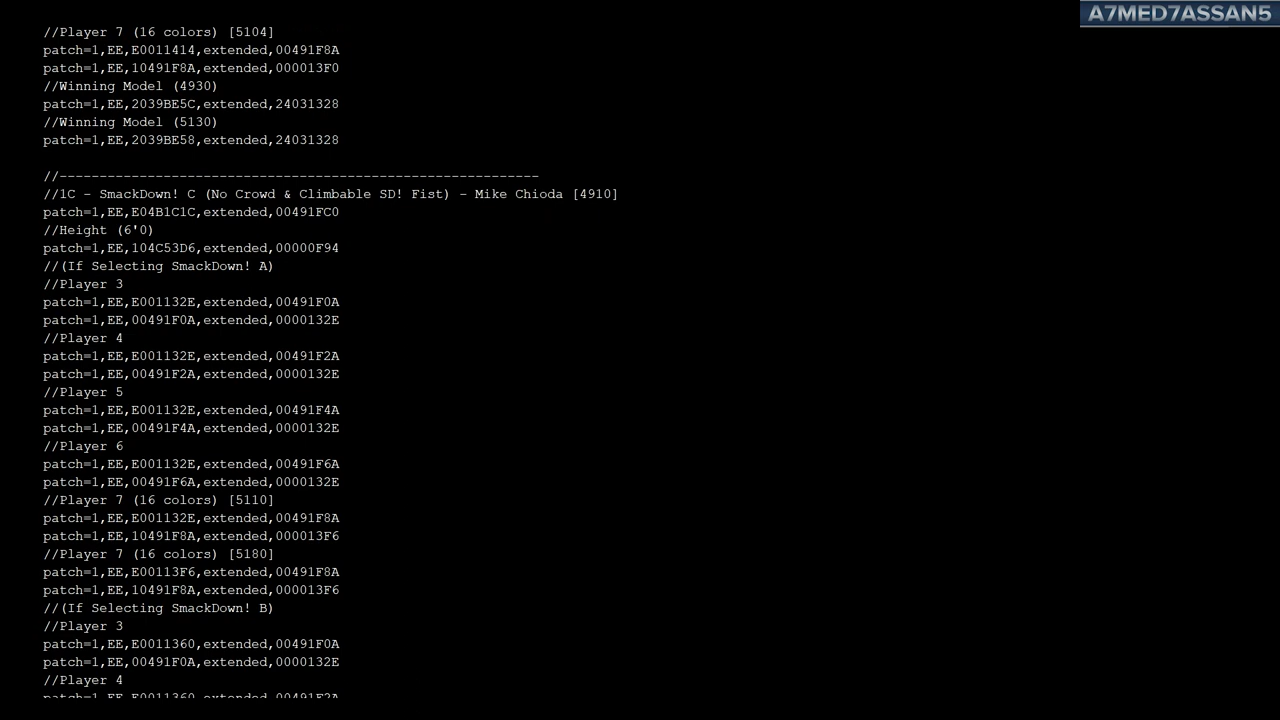 A7MED7ASSAN5
//Player 7 (16 colors) [5104]
patch=1,EE,E0011414,extended,00491F8A
patch=1,EE,10491F8A,extended,000013F0
//Winning Model (4930)
patch=1,EE,2039BE5C,extended,24031328
//Winning Model (5130)
patch=1,EE,2039BE58,extended,24031328
//------------------------------------------------------------
//1C - SmackDown! C (No Crowd & Climbable SD! Fist) - Mike Chioda [4910]
patch=1,EE,E04B1C1C,extended,00491FC0
//Height (6'0)
patch=1,EE,104C53D6,extended,00000F94
//(If Selecting SmackDown! A)
//Player 3
patch=1,EE,E001132E,extended,00491F0A
patch=1,EE,00491F0A,extended,0000132E
//Player 4
patch=1,EE,E001132E,extended,00491F2A
patch=1,EE,00491F2A,extended,0000132E
//Player 5
patch=1,EE,E001132E,extended,00491F4A
patch=1,EE,00491F4A,extended,0000132E
//Player 6
patch=1,EE,E001132E,extended,00491F6A
patch=1,EE,00491F6A,extended,0000132E
//Player 7 (16 colors) [5110]
patch=1,EE,E001132E,extended,00491F8A
patch=1,EE,10491F8A,extended,000013F6
//Player 7 (16 colors) [5180]
patch=1,EE,E00113F6,extended,00491F8A
patch=1,EE,10491F8A,extended,000013F6
//(If Selecting SmackDown! B)
//Player 3
patch=1,EE,E0011360,extended,00491F0A
patch=1,EE,00491F0A,extended,0000132E
//Player 4
patch=1,EE,E0011360,extended,00491F2A